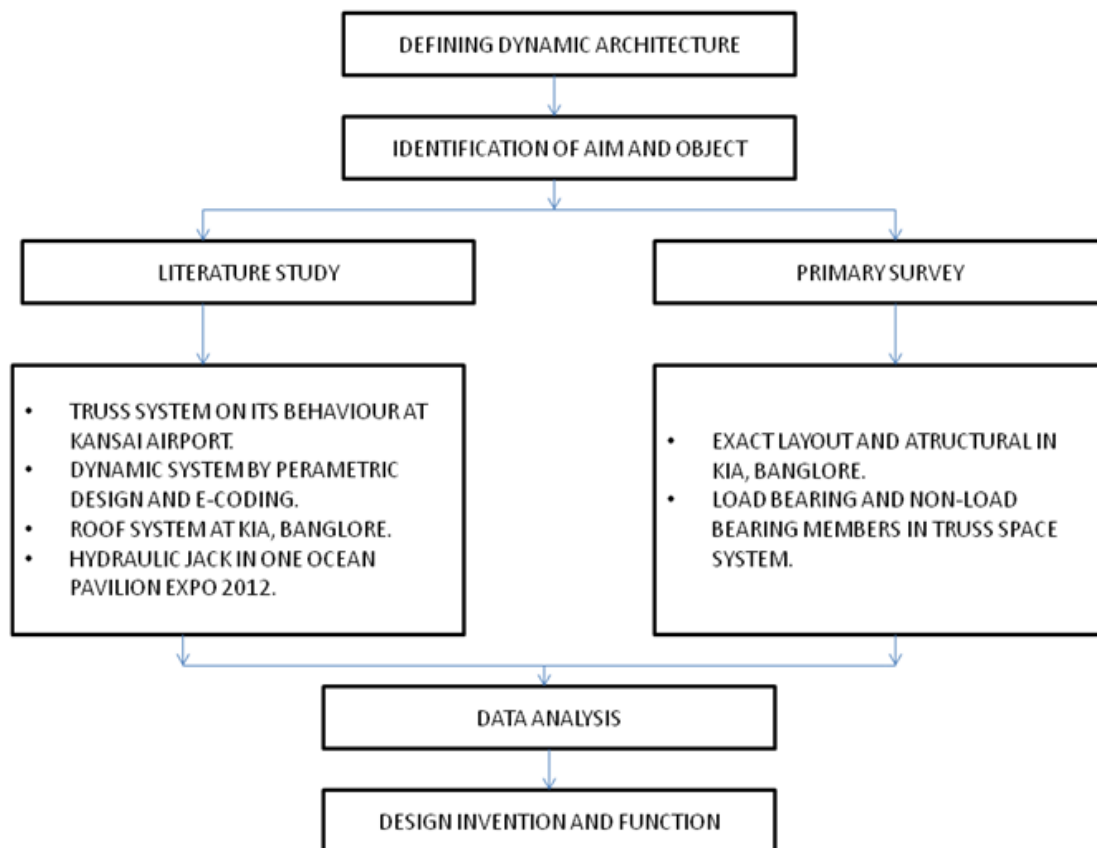 DEFINING DYNAMIC ARCHITECTURE
IDENTIFICATION OF AIM AND OBJECT
LITERATURE STUDY
PRIMARY SURVEY
• TRUSS SYSTEM ON ITS BEHAVIOUR AT
KANSAI AIRPORT.
• DYNAMIC SYSTEM BY PERAMETRIC
DESIGN AND E-CODING.
• ROOF SYSTEM AT KIA, BANGLORE.
• HYDRAULIC JACK IN ONE OCEAN
PAVILION EXPO 2012.
• EXACT LAYOUT AND ATRUCTURAL IN
KIA, BANGLORE.
• LOAD BEARING AND NON-LOAD
BEARING MEMBERS IN TRUSS SPACE
SYSTEM.
DATA ANALYSIS
DESIGN INVENTION AND FUNCTION